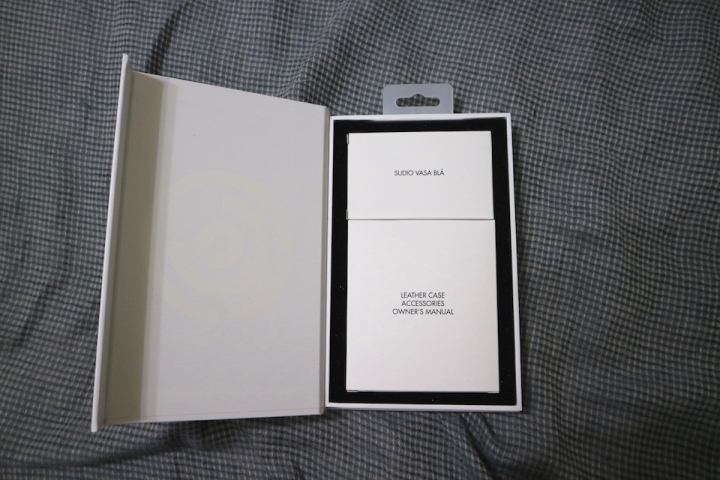 SUDIO VASA BLÅ
LEATHER CASE
ACCESSORIES
OWNER'S MANUAL